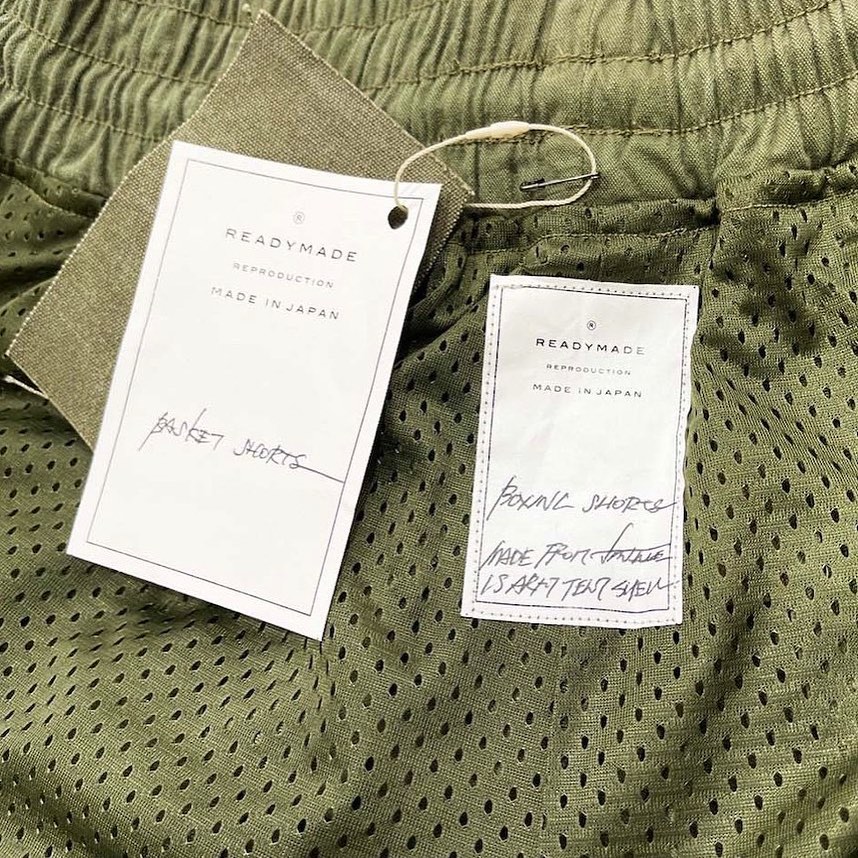 ®
READYMADE
REPRODUCTION
MADE IN JAPAN
BASKET SHORTS
®
READYMADE
REPRODUCTION
MADE IN JAPAN
BOXING SHORTS
MADE FROM VINTAGE
US ARMY TENT SHELL